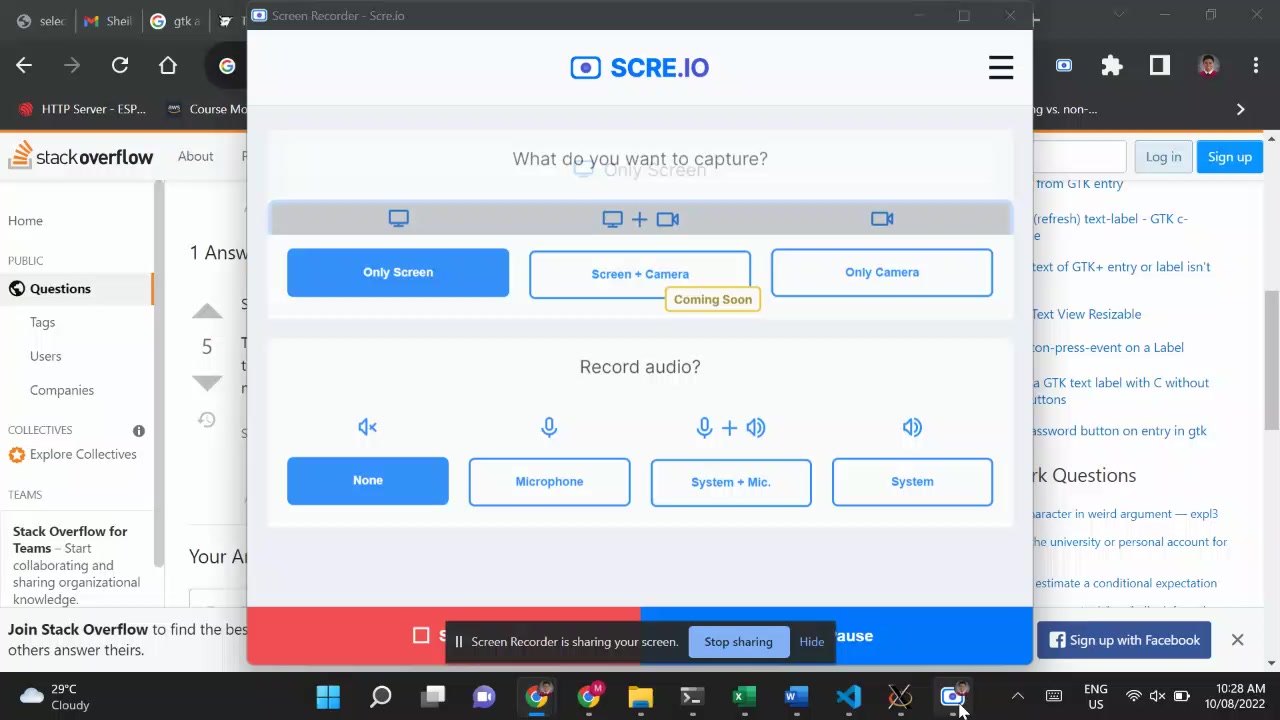 Screen Recorder - Scre.io
selec
Sheil
gtk a
HTTP Server - ESP...
Course Mo
ng vs. non-...
SCRE.IO
stackoverflow
About
Log in
Sign up
What do you want to capture?
Only Screen
Only Screen
Screen + Camera
Only Camera
Coming Soon
Record audio?
None
Microphone
System + Mic.
System
Home
PUBLIC
Questions
Tags
Users
Companies
COLLECTIVES
Explore Collectives
TEAMS
Stack Overflow for
Teams – Start
collaborating and
sharing organizational
knowledge.
1 Answ
5
Your An
from GTK entry
(refresh) text-label - GTK c-
e
text of GTK+ entry or label isn't
Text View Resizable
on-press-event on a Label
a GTK text label with C without
uttons
assword button on entry in gtk
rk Questions
aracter in weird argument — expl3
he university or personal account for
estimate a conditional expectation
Join Stack Overflow to find the bes
others answer theirs.
Screen Recorder is sharing your screen.
Stop sharing
Hide
ause
Sign up with Facebook
29°C
Cloudy
ENG
US
10:28 AM
10/08/2022